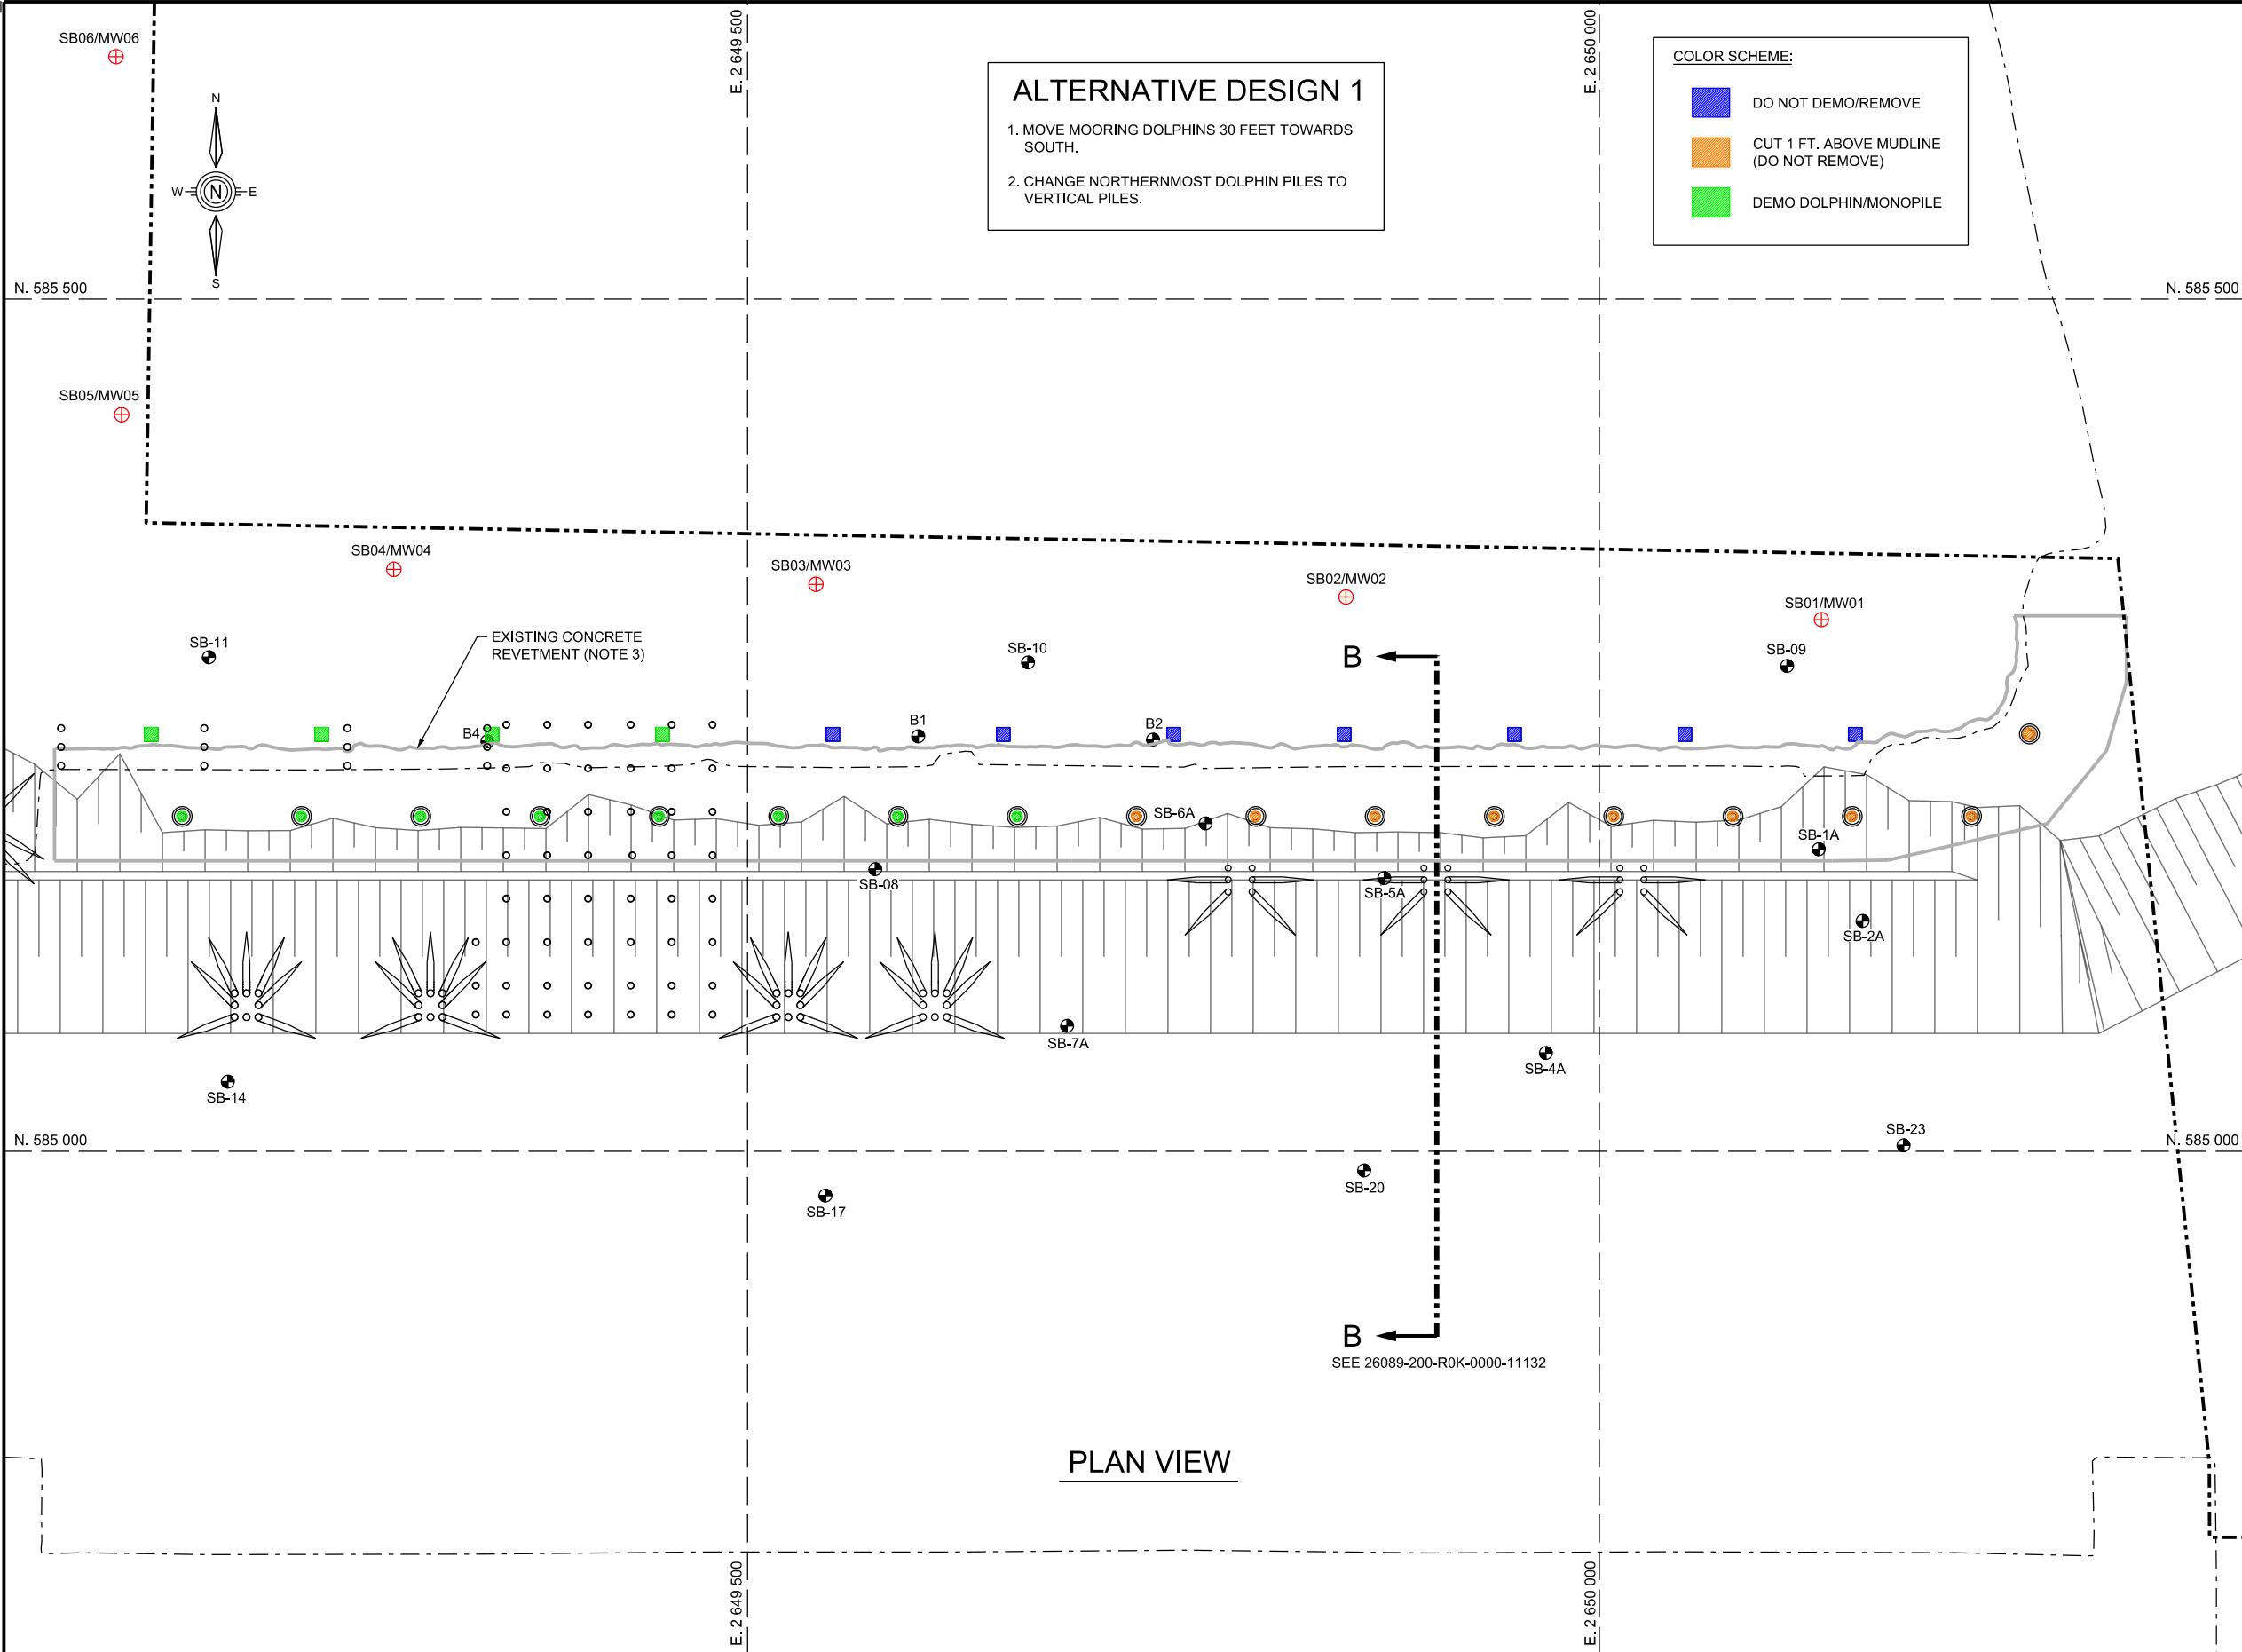 SB06/MW06
E. 2 649 500
E. 2 650 000
ALTERNATIVE DESIGN 1
1. MOVE MOORING DOLPHINS 30 FEET TOWARDS
SOUTH.
2. CHANGE NORTHERNMOST DOLPHIN PILES TO
VERTICAL PILES.
COLOR SCHEME:
DO NOT DEMO/REMOVE
CUT 1 FT. ABOVE MUDLINE
(DO NOT REMOVE)
DEMO DOLPHIN/MONOPILE
N
W
N
E
S
N. 585 500
N. 585 500
SB05/MW05
SB04/MW04
SB03/MW03
SB02/MW02
SB01/MW01
SB-11
EXISTING CONCRETE
REVETMENT (NOTE 3)
SB-10
B
SB-09
B4
B1
B2
SB-6A
SB-1A
SB-08
SB-5A
SB-2A
SB-7A
SB-4A
SB-14
N. 585 000
SB-23
N. 585 000
SB-20
SB-17
B
SEE 26089-200-R0K-0000-11132
PLAN VIEW
E. 2 649 500
E. 2 650 000